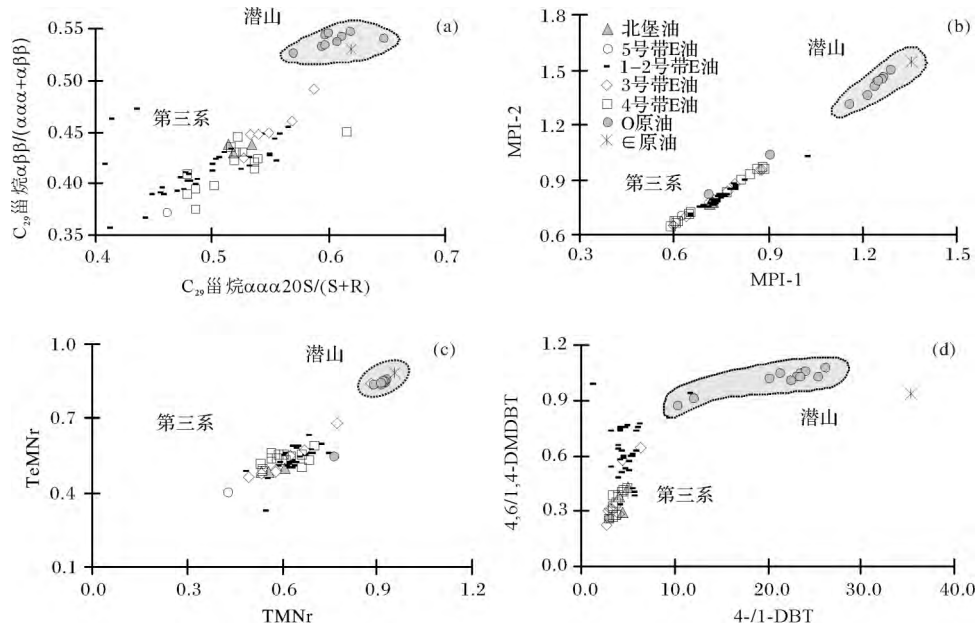 (a)
潜山
第三系
0.55
0.50
0.45
0.40
0.35
0.4 0.5 0.6 0.7
C₂₉甾烷αββ/(ααα+αββ)
C₂₉甾烷ααα20S/(S+R)
(b)
北堡油
5号带E油
1-2号带E油
3号带E油
4号带E油
O原油
∈原油
潜山
第三系
1.8
1.5
1.2
0.9
0.6
0.3 0.6 0.9 1.2 1.5
MPI-2
MPI-1
(c)
潜山
第三系
1.0
0.7
0.4
0.1
0.0 0.3 0.6 0.9 1.2
TeMNr
TMNr
(d)
潜山
第三系
1.2
0.9
0.6
0.3
0.0
0.0 10.0 20.0 30.0 40.0
4,6/1,4-DMDBT
4-/1-DBT